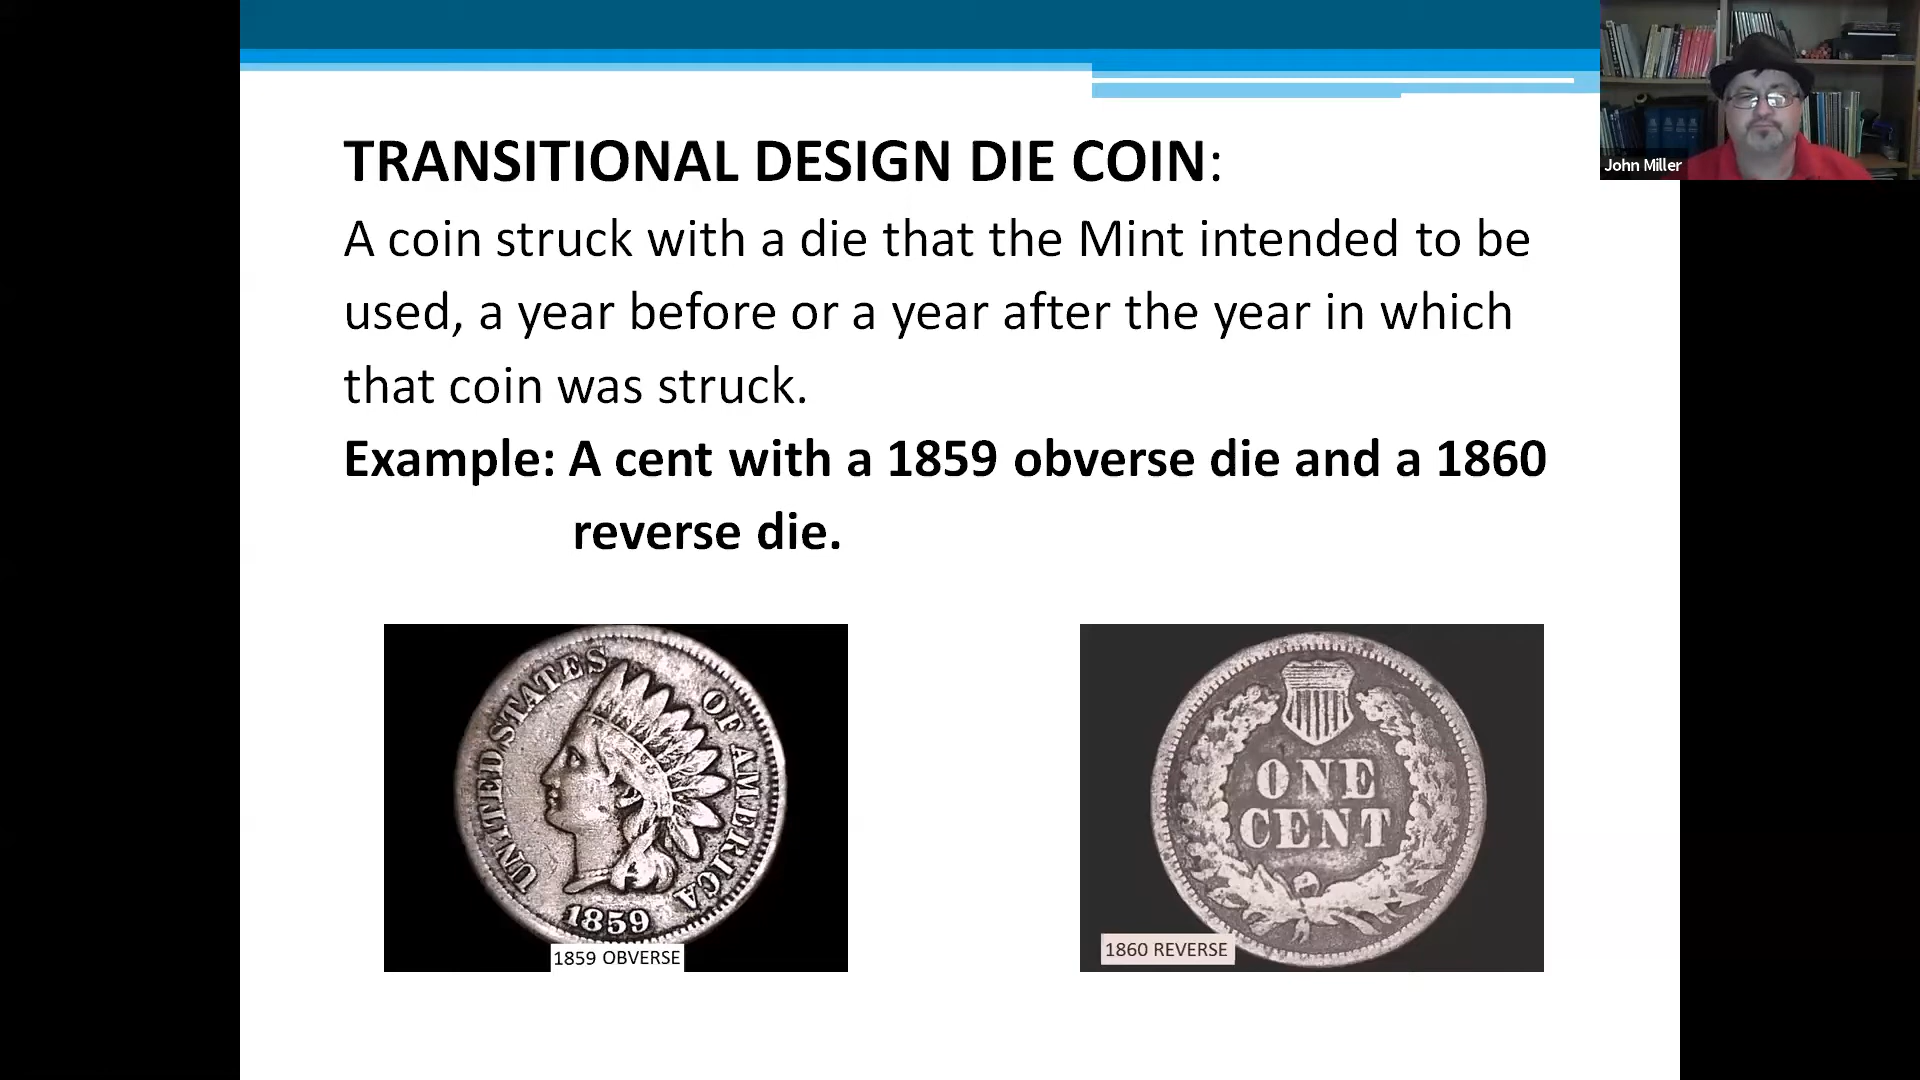 TRANSITIONAL DESIGN DIE COIN:
A coin struck with a die that the Mint intended to be
used, a year before or a year after the year in which
that coin was struck.
Example: A cent with a 1859 obverse die and a 1860
reverse die.
UNITED STATES OF AMERICA
1859
1859 OBVERSE
ONE
CENT
1860 REVERSE
John Miller